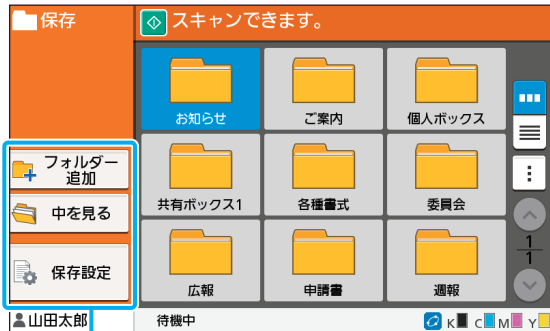 保存
スキャンできます。
お知らせ
ご案内
個人ボックス
フォルダー
追加
中を見る
共有ボックス1
各種書式
委員会
保存設定
広報
申請書
週報
1
1
山田太郎
待機中
K C M Y